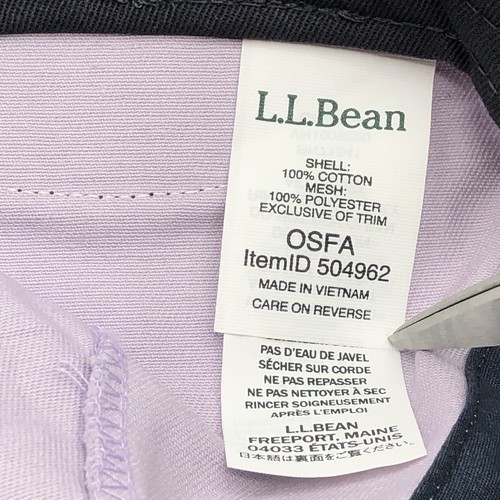 L.L.Bean
SHELL:
100% COTTON
MESH:
100% POLYESTER
EXCLUSIVE OF TRIM
OSFA
ItemID 504962
MADE IN VIETNAM
CARE ON REVERSE
PAS D'EAU DE JAVEL
SÉCHER SUR CORDE
NE PAS REPASSER
NE PAS NETTOYER À SEC
RINCER SOIGNEUSEMENT
APRÈS L'EMPLOI
L.L.BEAN
FREEPORT, MAINE
04033 ÉTATS-UNIS
日本語は裏面をご覧ください